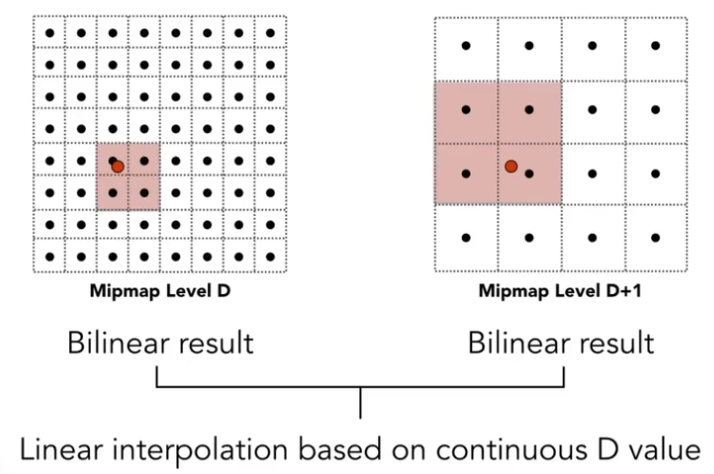 Mipmap Level D
Mipmap Level D+1
Bilinear result
Bilinear result
Linear interpolation based on continuous D value